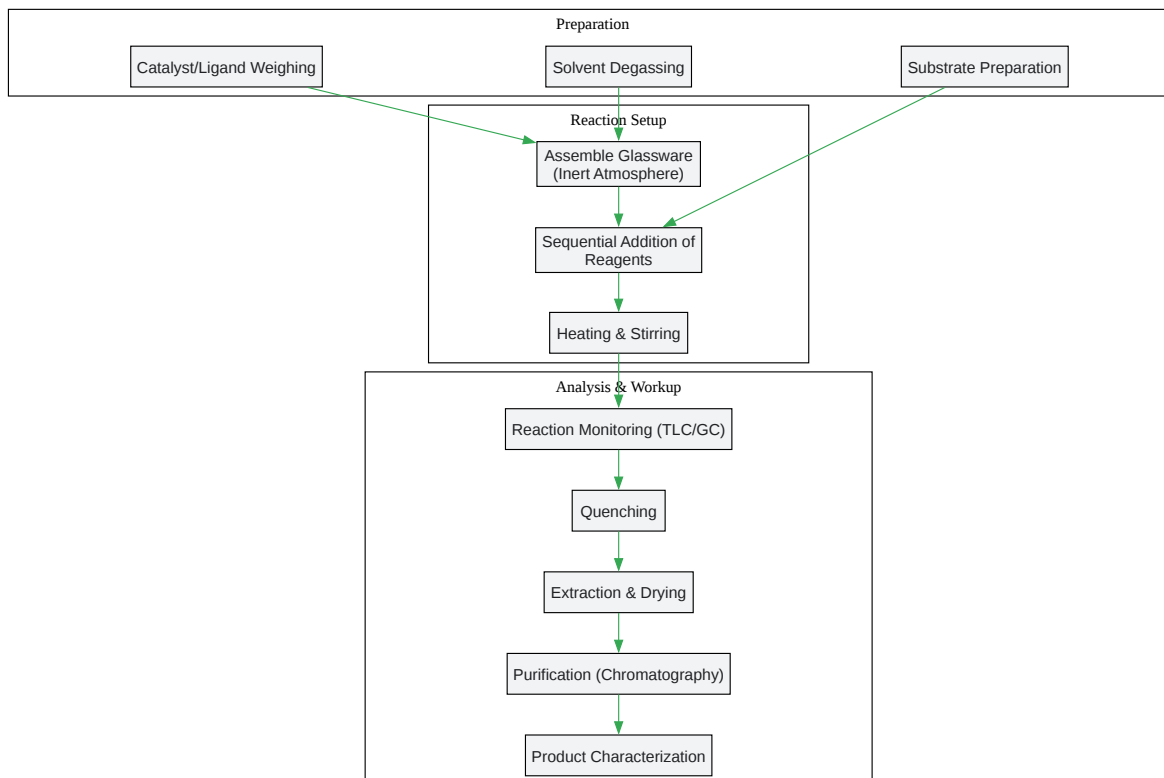 Preparation
Catalyst/Ligand Weighing
Solvent Degassing
Substrate Preparation
Reaction Setup
Assemble Glassware
(Inert Atmosphere)
Sequential Addition of
Reagents
Heating & Stirring
Analysis & Workup
Reaction Monitoring (TLC/GC)
Quenching
Extraction & Drying
Purification (Chromatography)
Product Characterization